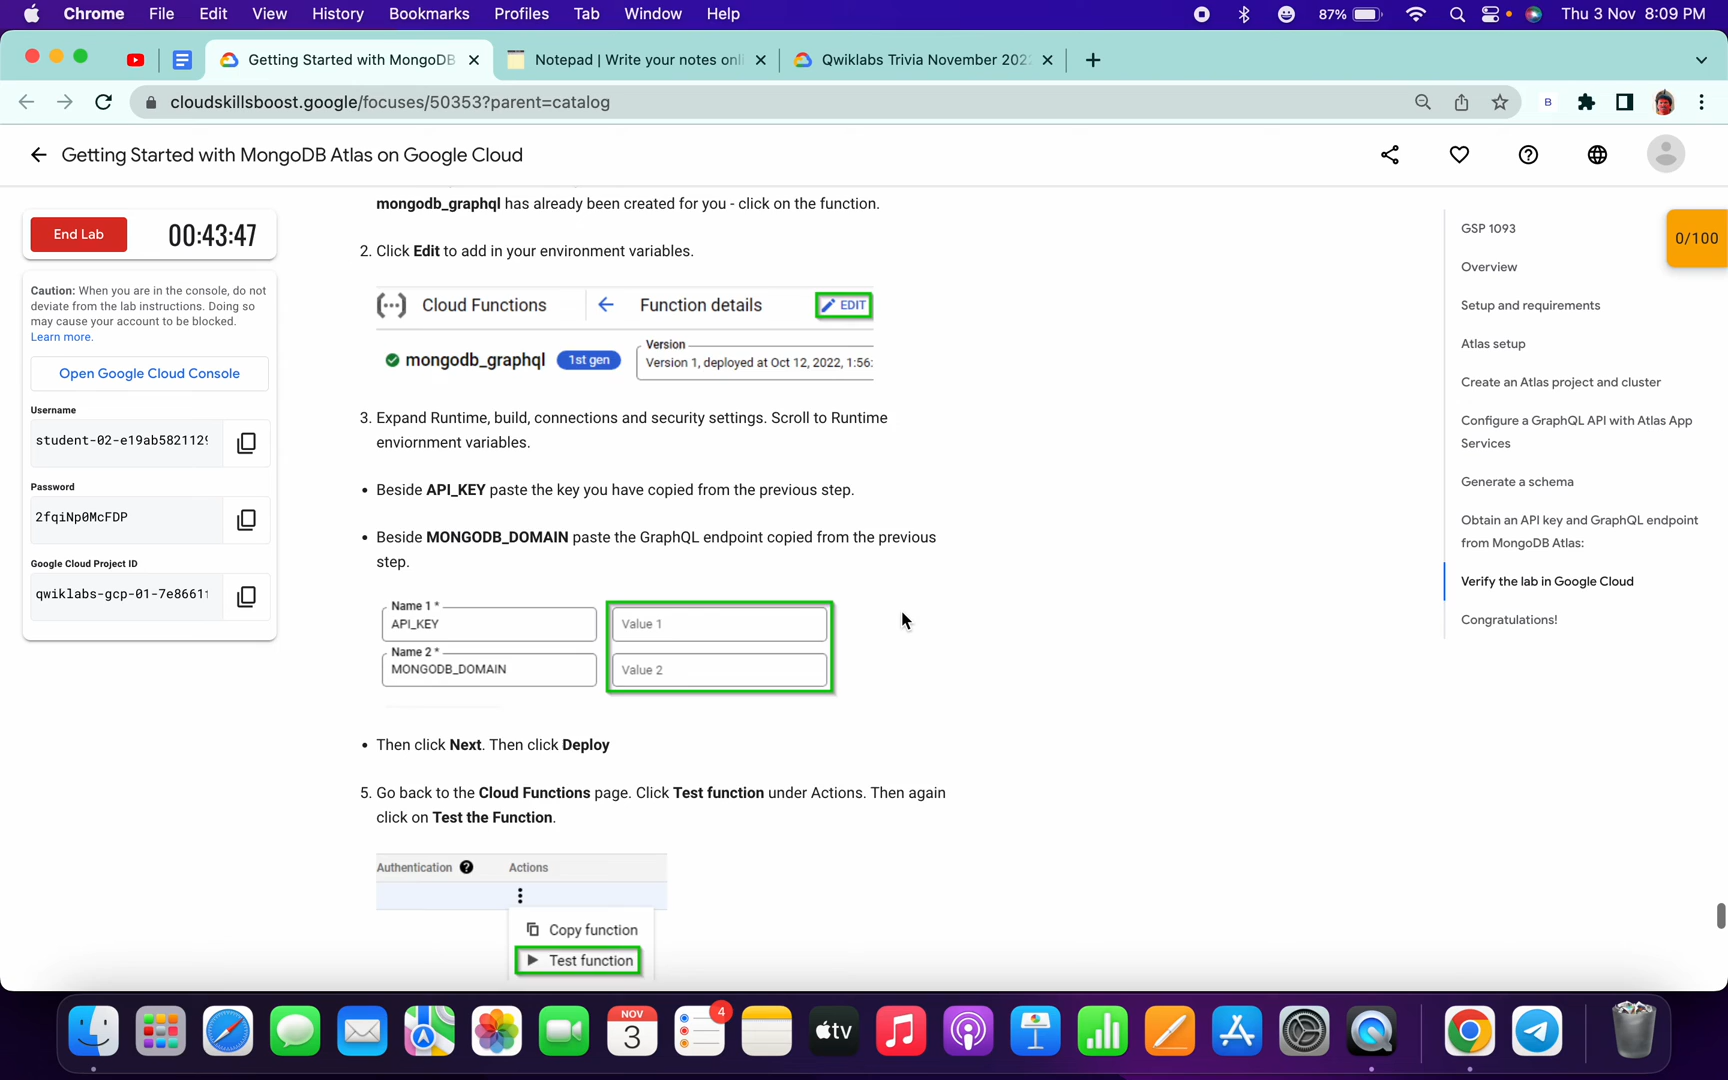 Chrome File Edit View History Bookmarks Profiles Tab Window Help 87% Thu 3 Nov 8:09 PM
Getting Started with MongoDB Notepad | Write your notes onli Qwiklabs Trivia November 202
cloudskillsboost.google/focuses/50353?parent=catalog B
Getting Started with MongoDB Atlas on Google Cloud
End Lab 00:43:47
Caution: When you are in the console, do not
deviate from the lab instructions. Doing so
may cause your account to be blocked.
Learn more.
Open Google Cloud Console
Username
student-02-e19ab5821129
Password
2fqiNp0McFDP
Google Cloud Project ID
qwiklabs-gcp-01-7e8661f
mongodb_graphql has already been created for you - click on the function.
2. Click Edit to add in your environment variables.
Cloud Functions Function details EDIT
mongodb_graphql 1st gen Version
Version 1, deployed at Oct 12, 2022, 1:56:
3. Expand Runtime, build, connections and security settings. Scroll to Runtime
enviornment variables.
• Beside API_KEY paste the key you have copied from the previous step.
• Beside MONGODB_DOMAIN paste the GraphQL endpoint copied from the previous
step.
Name 1 *
API_KEY Value 1
Name 2 *
MONGODB_DOMAIN Value 2
• Then click Next. Then click Deploy
5. Go back to the Cloud Functions page. Click Test function under Actions. Then again
click on Test the Function.
Authentication ? Actions
Copy function
Test function
GSP 1093
Overview
Setup and requirements
Atlas setup
Create an Atlas project and cluster
Configure a GraphQL API with Atlas App
Services
Generate a schema
Obtain an API key and GraphQL endpoint
from MongoDB Atlas:
Verify the lab in Google Cloud
Congratulations!
0/100
NOV
3
4
tv